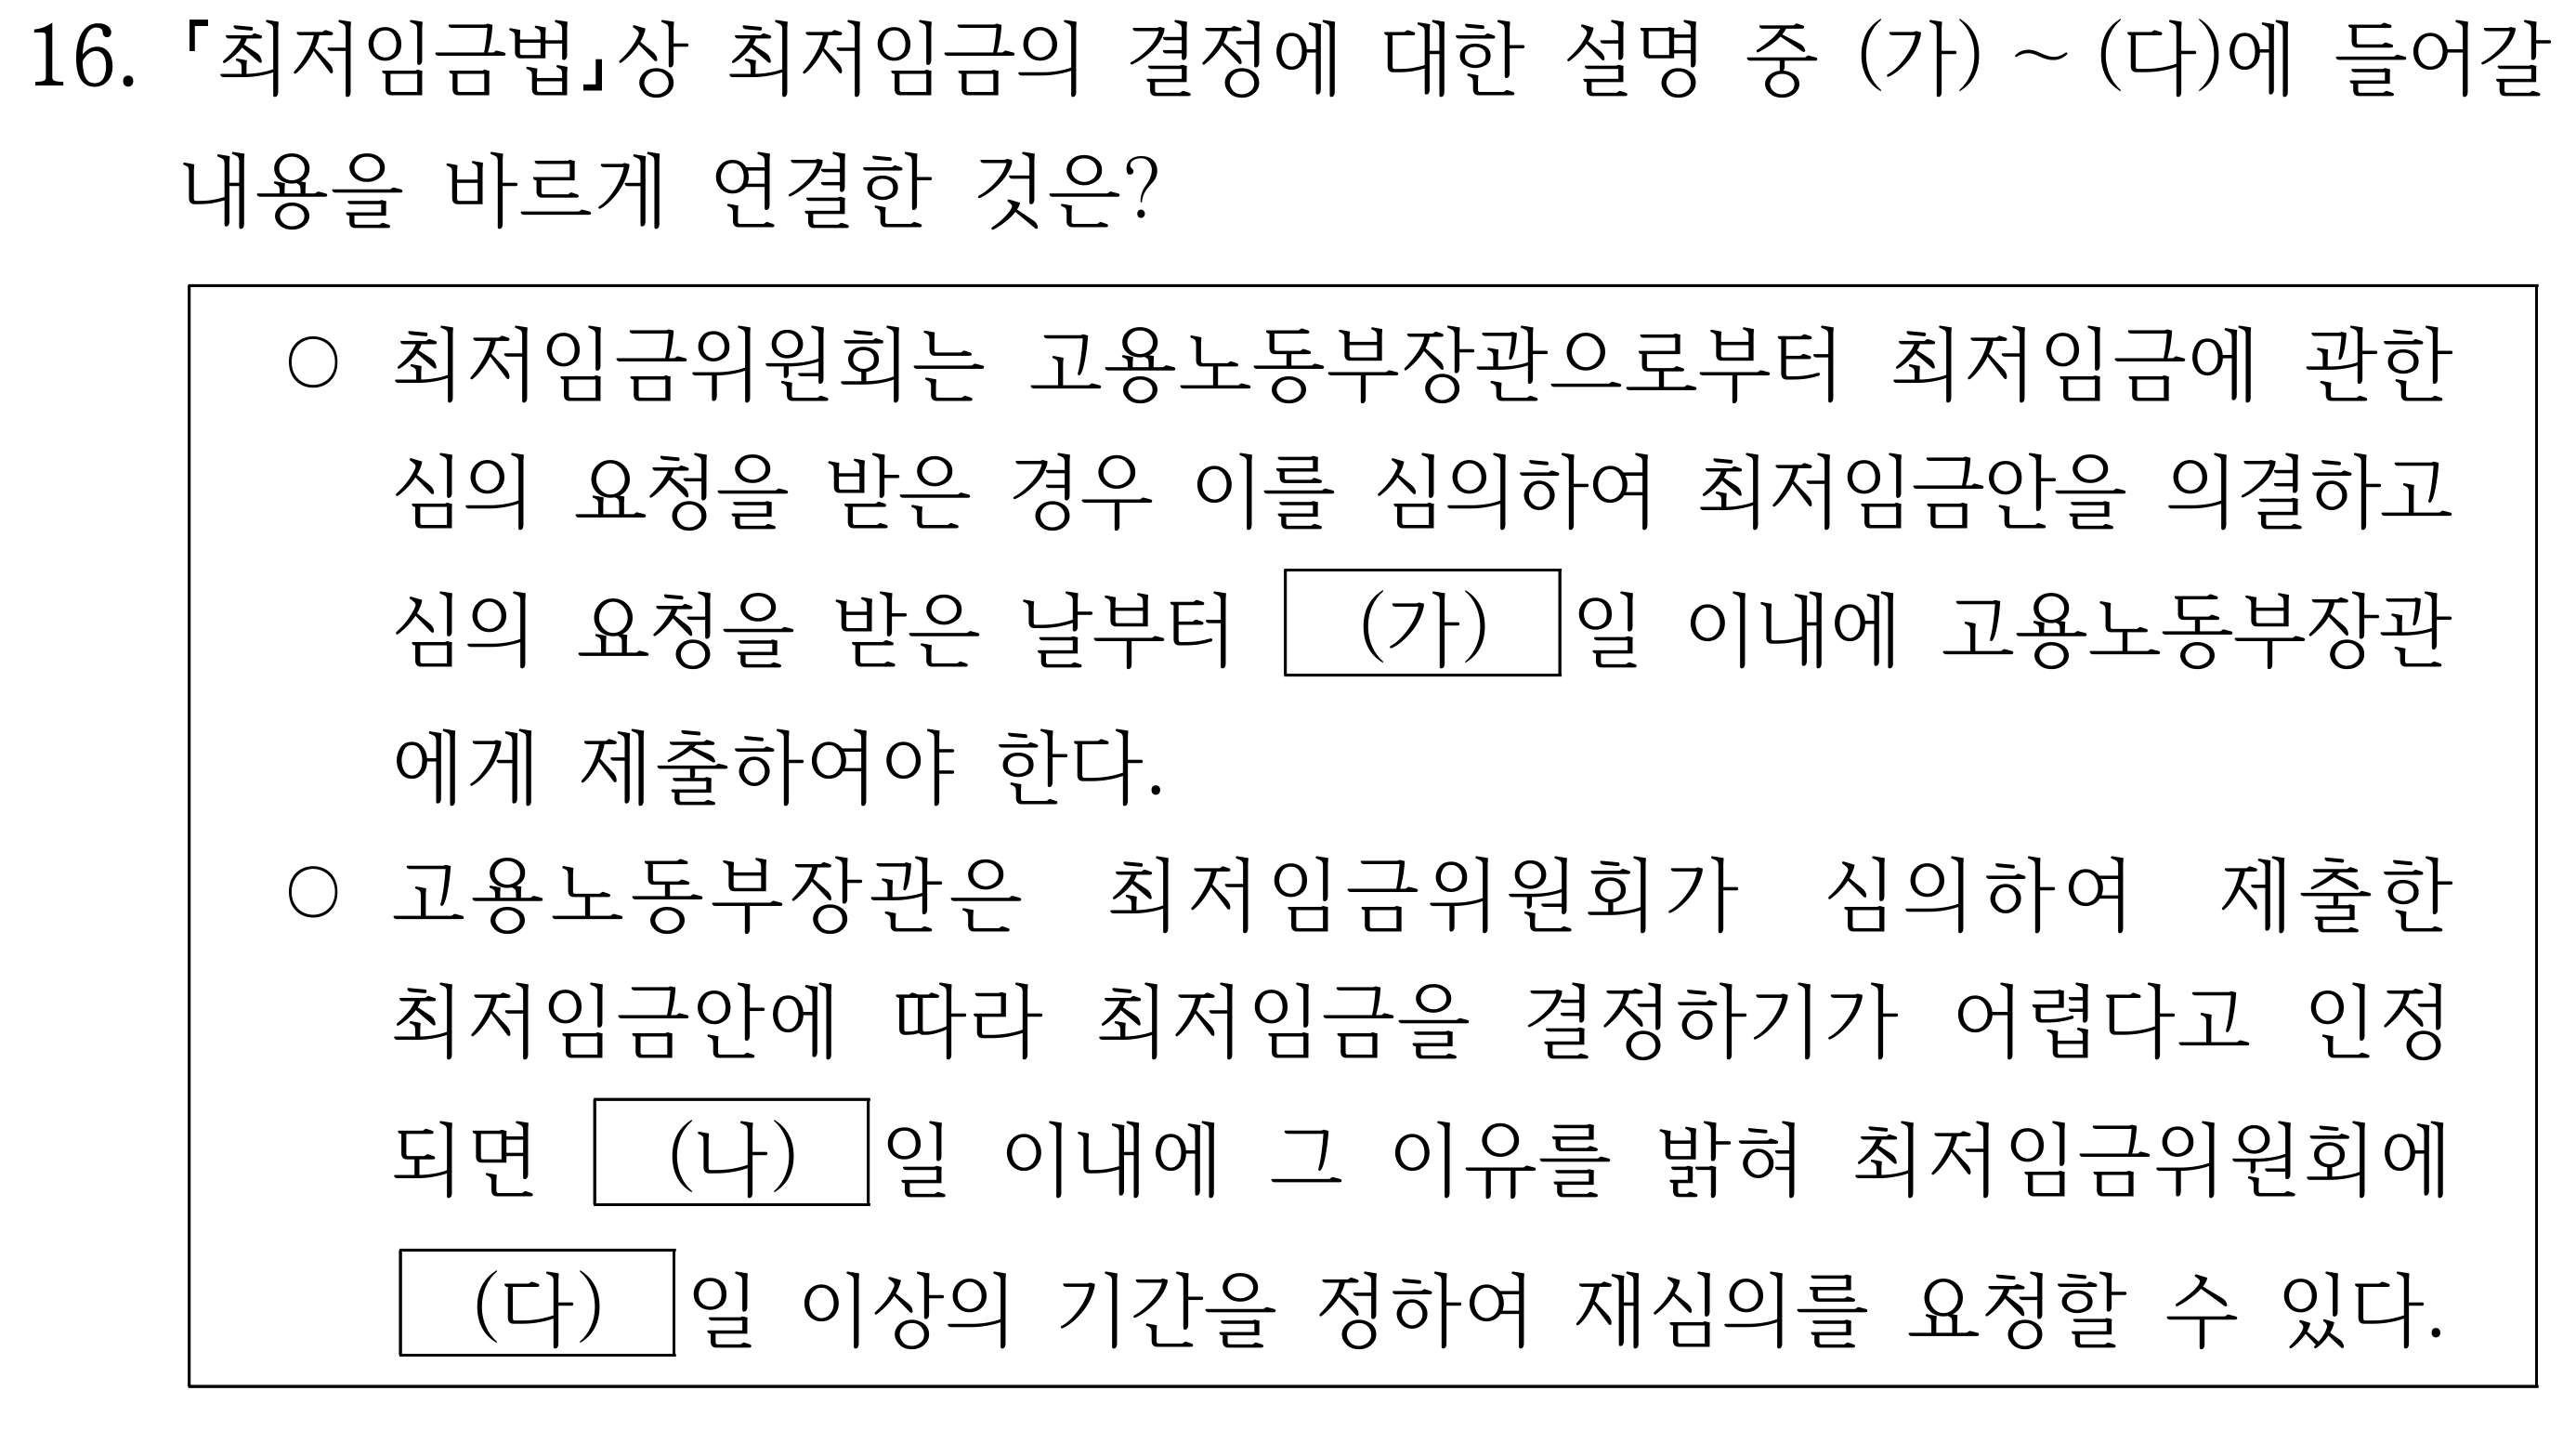 16. 「최저임금법」상 최저임금의 결정에 대한 설명 중 (가) ~ (다)에 들어갈
내용을 바르게 연결한 것은?
○ 최저임금위원회는 고용노동부장관으로부터 최저임금에 관한
심의 요청을 받은 경우 이를 심의하여 최저임금안을 의결하고
심의 요청을 받은 날부터 (가) 일 이내에 고용노동부장관
에게 제출하여야 한다.
○ 고용노동부장관은 최저임금위원회가 심의하여 제출한
최저임금안에 따라 최저임금을 결정하기가 어렵다고 인정
되면 (나) 일 이내에 그 이유를 밝혀 최저임금위원회에
(다) 일 이상의 기간을 정하여 재심의를 요청할 수 있다.